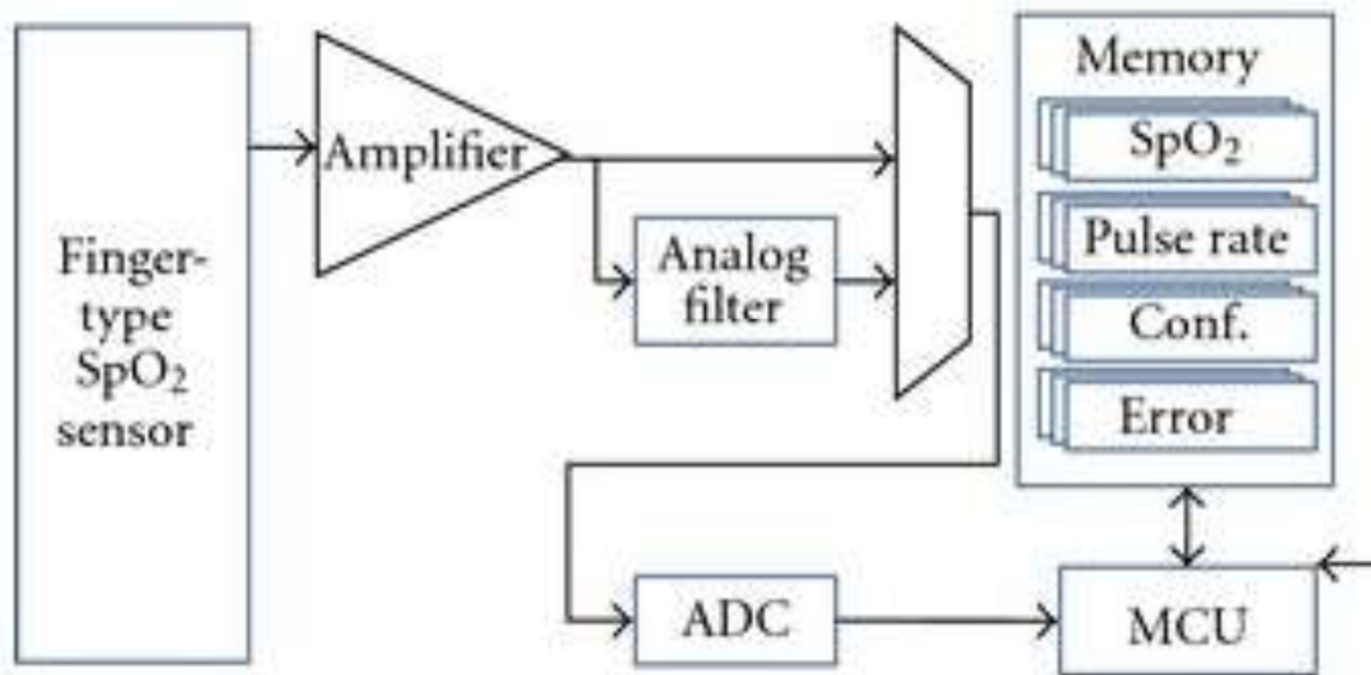 Finger-
type
SpO₂
sensor
Amplifier
Analog
filter
Memory
SpO₂
Pulse rate
Conf.
Error
ADC
MCU